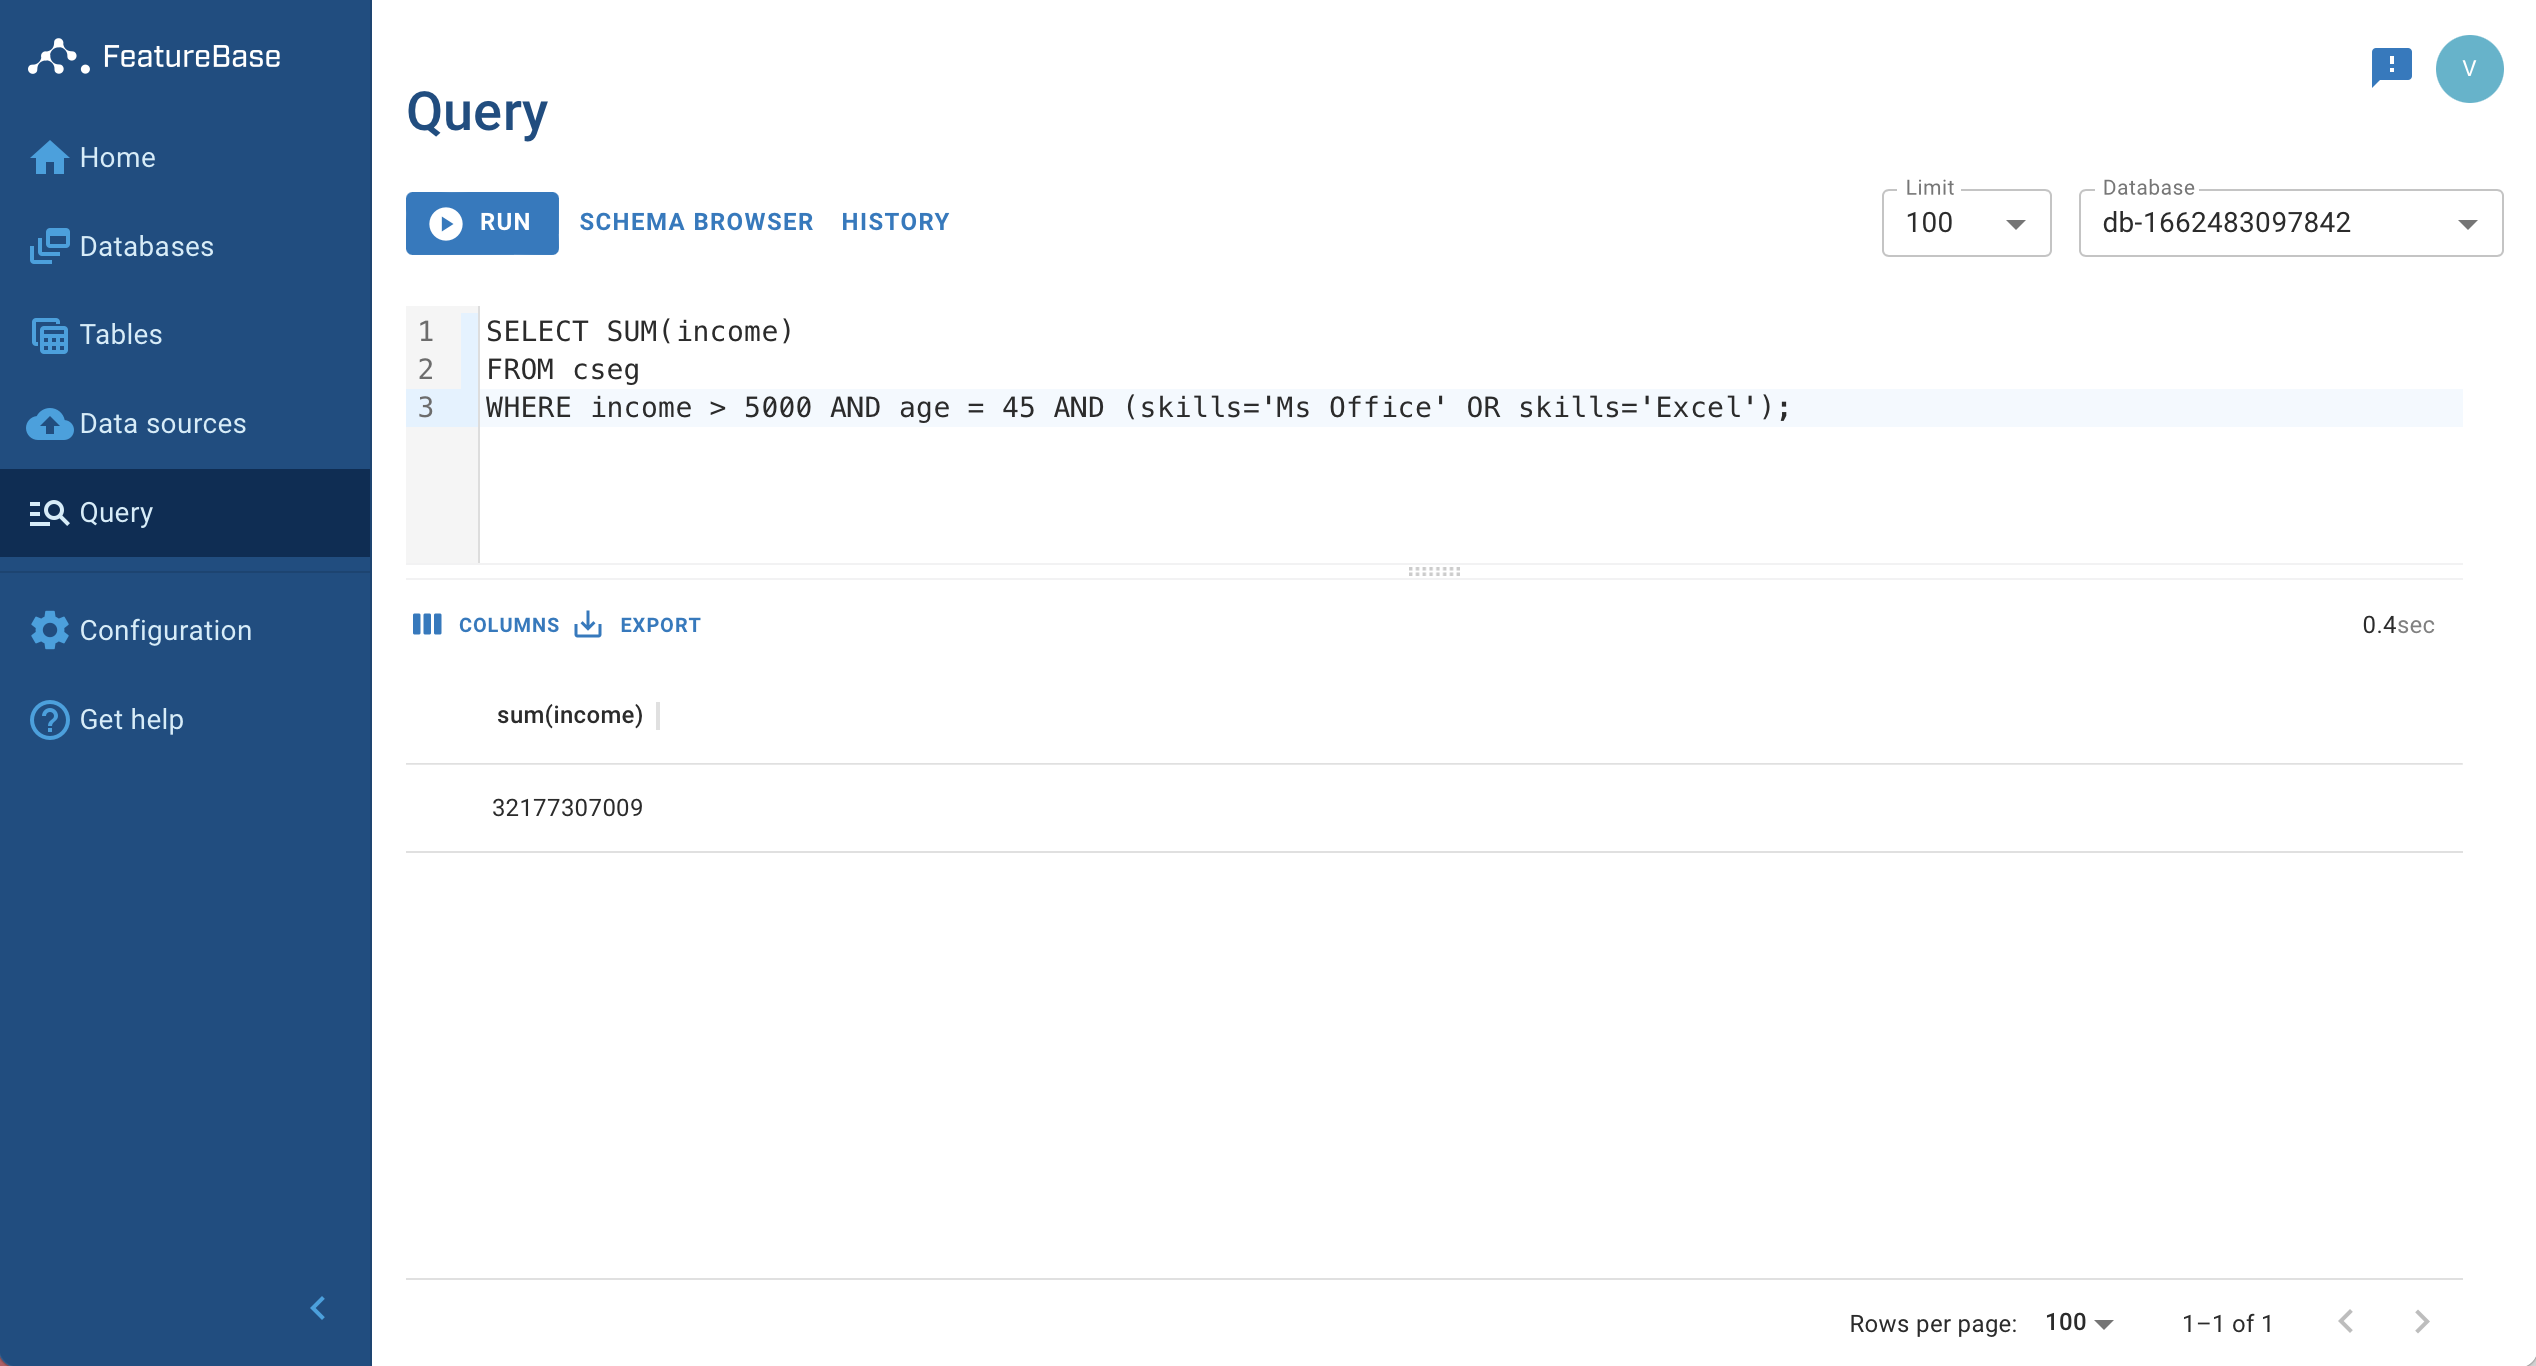 FeatureBase
Home
Databases
Tables
Data sources
Query
Configuration
Get help
V
Query
RUN SCHEMA BROWSER HISTORY
Limit
100
Database
db-1662483097842
1 SELECT SUM(income)
2 FROM cseg
3 WHERE income > 5000 AND age = 45 AND (skills='Ms Office' OR skills='Excel');
COLUMNS EXPORT 0.4sec
sum(income)
32177307009
Rows per page: 100 1–1 of 1